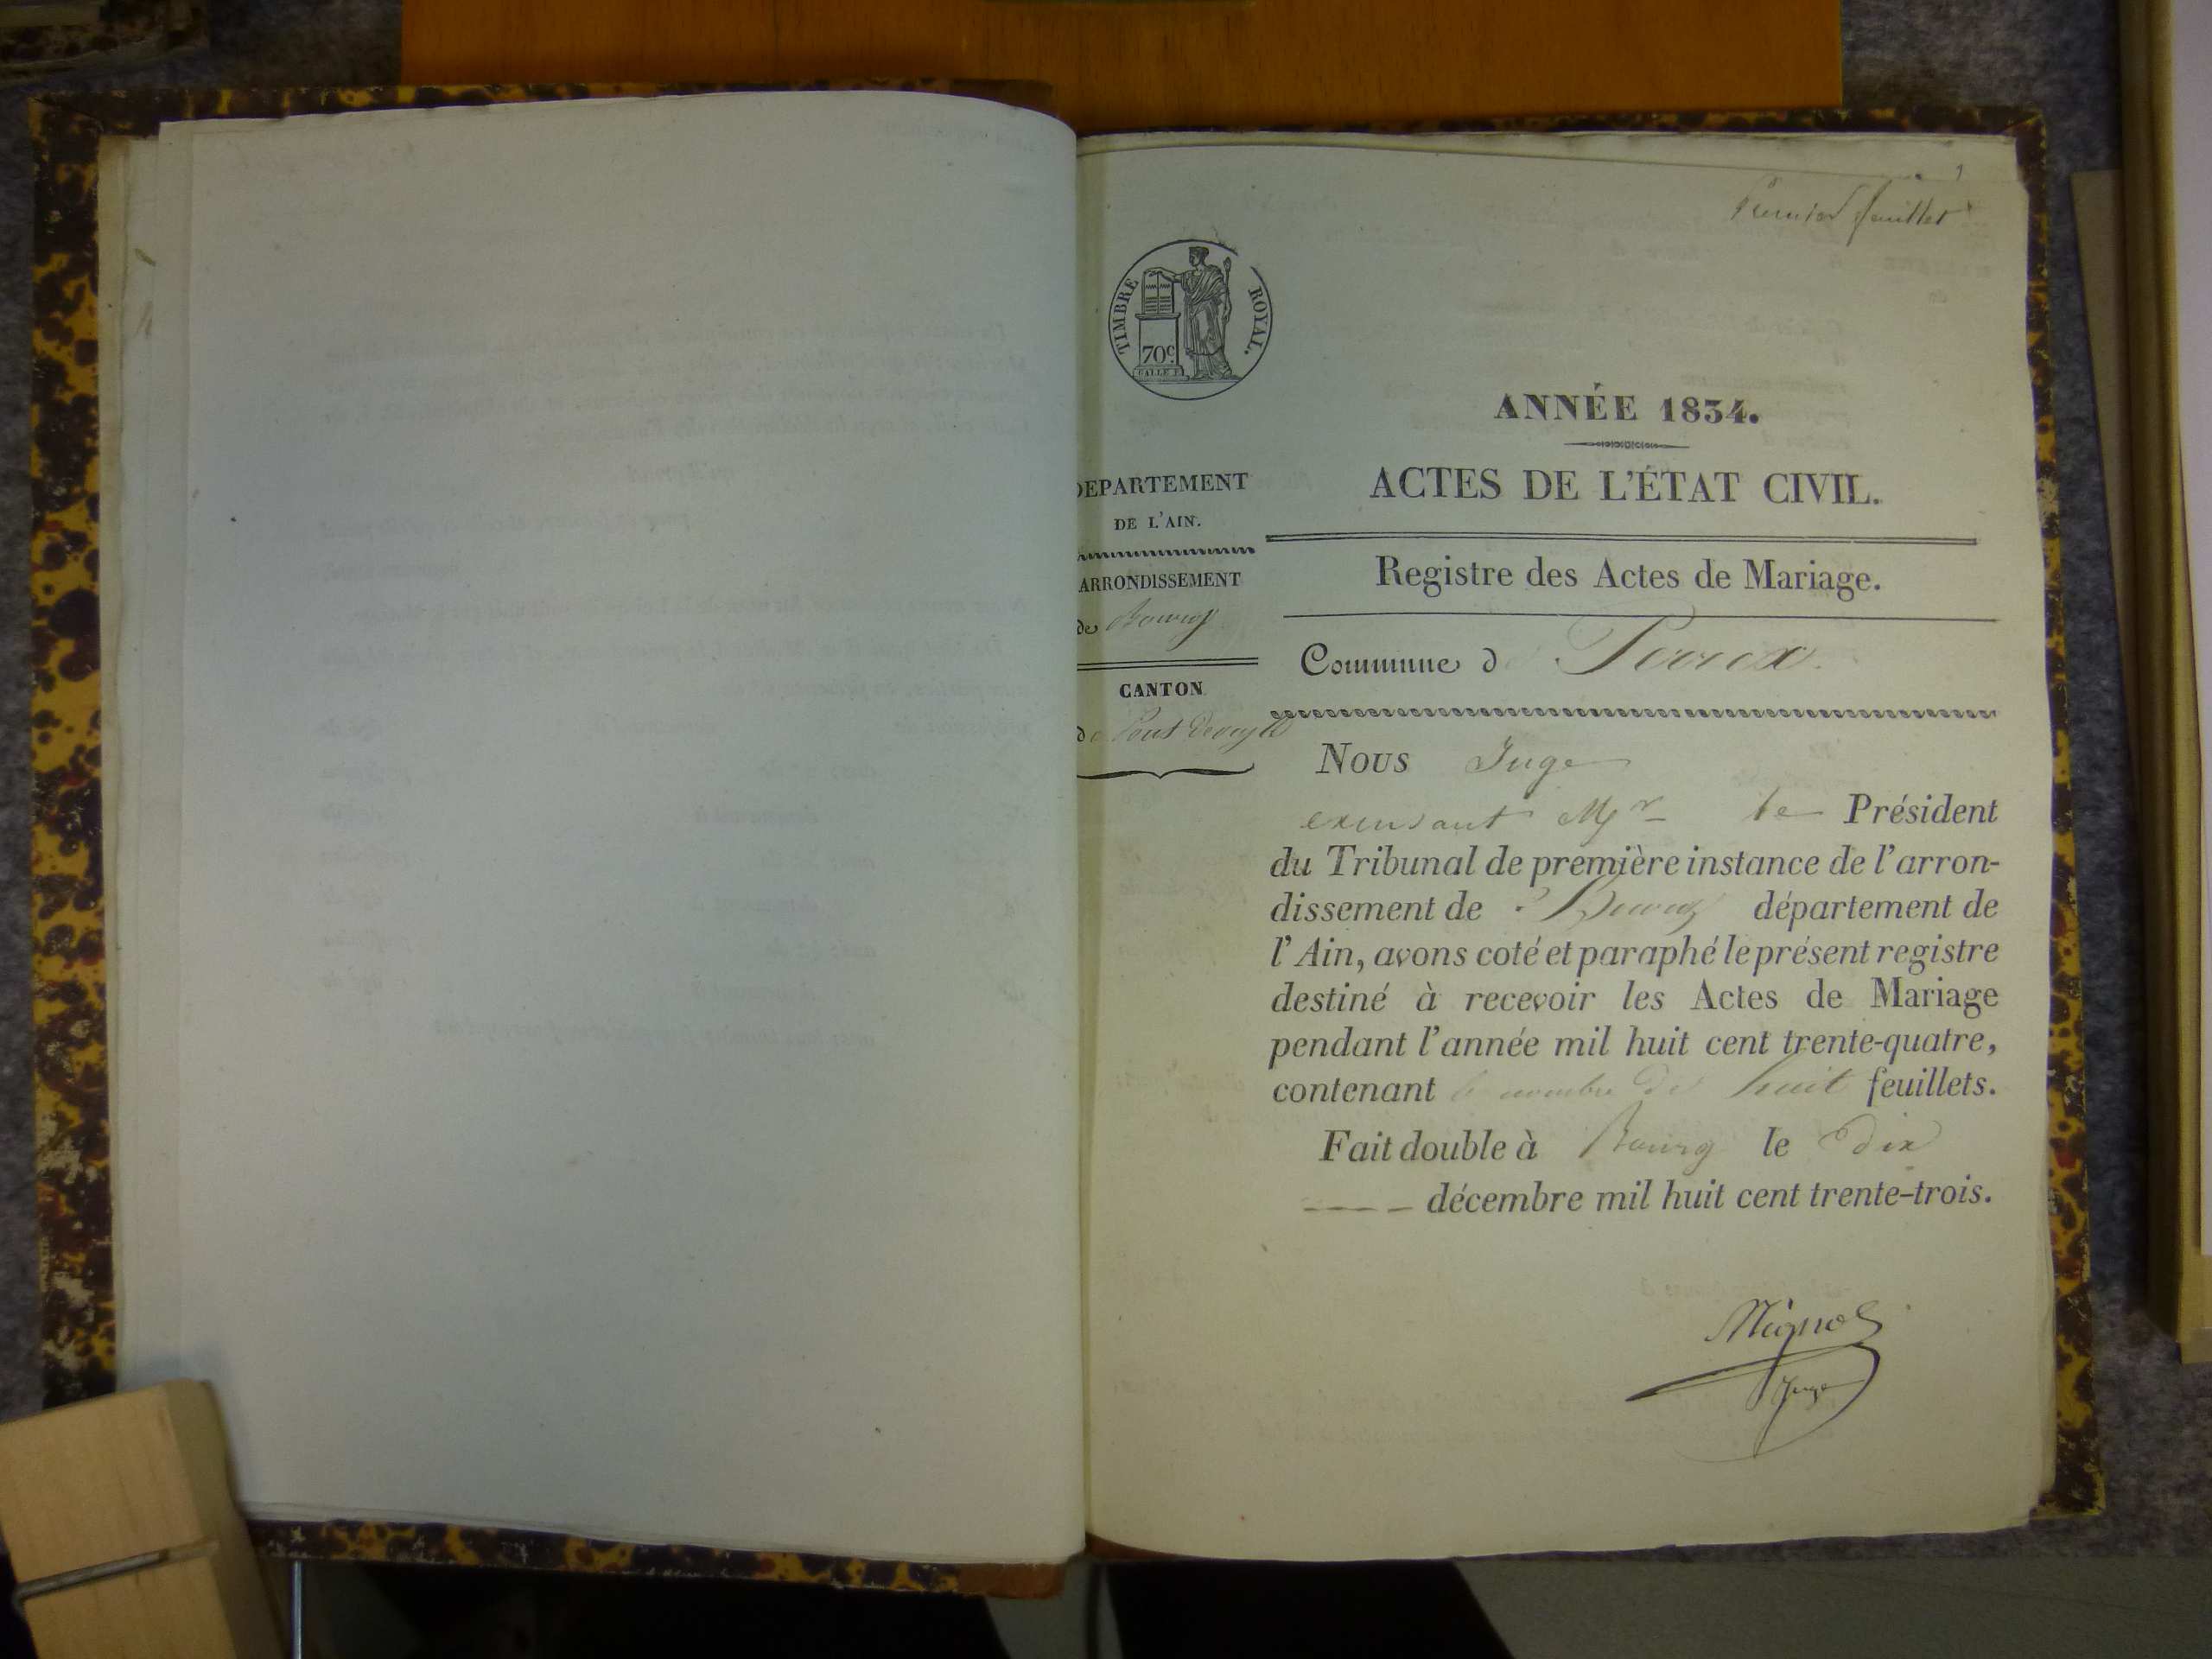 1
Premier feuillet
TIMBRE ROYAL.
70c.
ANNÉE 1834.
ACTES DE L'ÉTAT CIVIL.
DEPARTEMENT
DE L'AIN.
ARRONDISSEMENT
de Bourg
CANTON
de Pont deveyle
Registre des Actes de Mariage.
Commune de Perrex.
Nous Juge
excusant Mr le Président
du Tribunal de première instance de l'arron-
dissement de Bourg département de
l'Ain, avons coté et paraphé le présent registre
destiné à recevoir les Actes de Mariage
pendant l'année mil huit cent trente-quatre,
contenant le nombre de huit feuillets.
Fait double à Bourg le dix
décembre mil huit cent trente-trois.
Juge